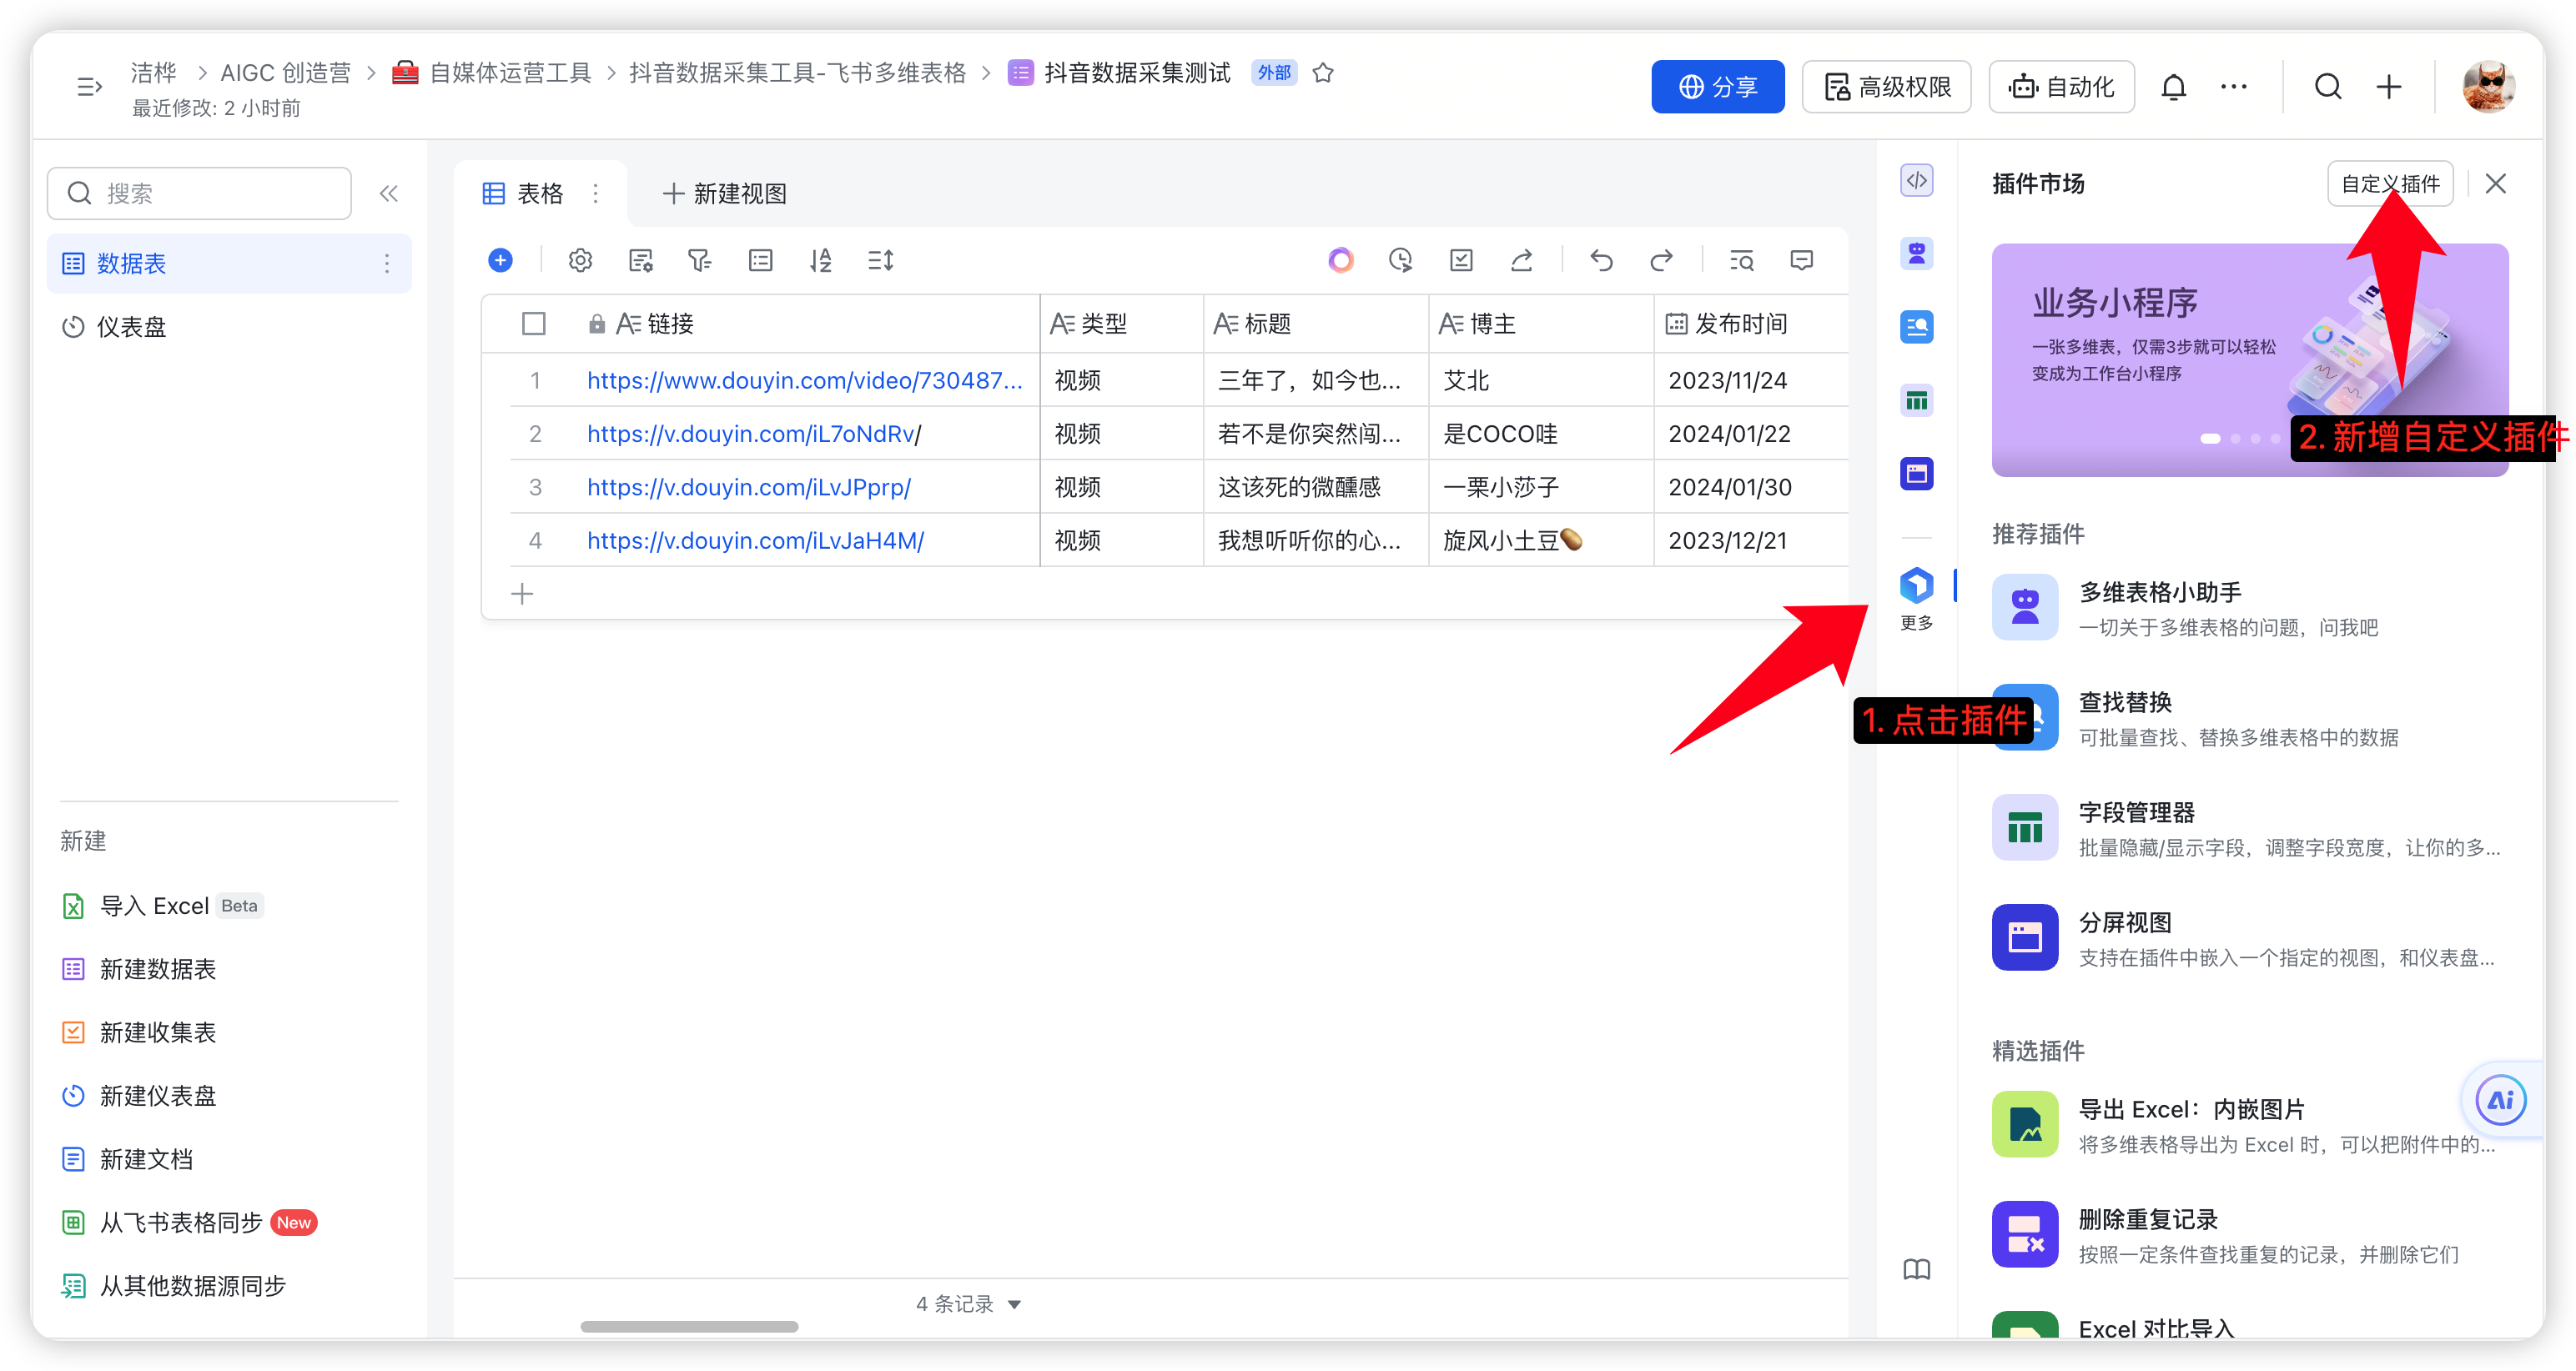 洁桦 > AIGC 创造营 > 自媒体运营工具 > 抖音数据采集工具-飞书多维表格 > 抖音数据采集测试 外部
最近修改: 2 小时前
分享
高级权限
自动化
搜索
数据表
仪表盘
新建
导入 Excel Beta
新建数据表
新建收集表
新建仪表盘
新建文档
从飞书表格同步 New
从其他数据源同步
表格
新建视图
链接 类型 标题 博主 发布时间
1 https://www.douyin.com/video/730487... 视频 三年了，如今也... 艾北 2023/11/24
2 https://v.douyin.com/iL7oNdRv/ 视频 若不是你突然闯... 是COCO哇 2024/01/22
3 https://v.douyin.com/iLvJPprp/ 视频 这该死的微醺感 一栗小莎子 2024/01/30
4 https://v.douyin.com/iLvJaH4M/ 视频 我想听听你的心... 旋风小土豆🥔 2023/12/21
4 条记录
更多
1. 点击插件
插件市场
自定义插件
业务小程序
一张多维表，仅需3步就可以轻松
变成为工作台小程序
2. 新增自定义插件
推荐插件
多维表格小助手
一切关于多维表格的问题，问我吧
查找替换
可批量查找、替换多维表格中的数据
字段管理器
批量隐藏/显示字段，调整字段宽度，让你的多...
分屏视图
支持在插件中嵌入一个指定的视图，和仪表盘...
精选插件
导出 Excel：内嵌图片
将多维表格导出为 Excel 时，可以把附件中的...
Ai
删除重复记录
按照一定条件查找重复的记录，并删除它们
Excel 对比导入